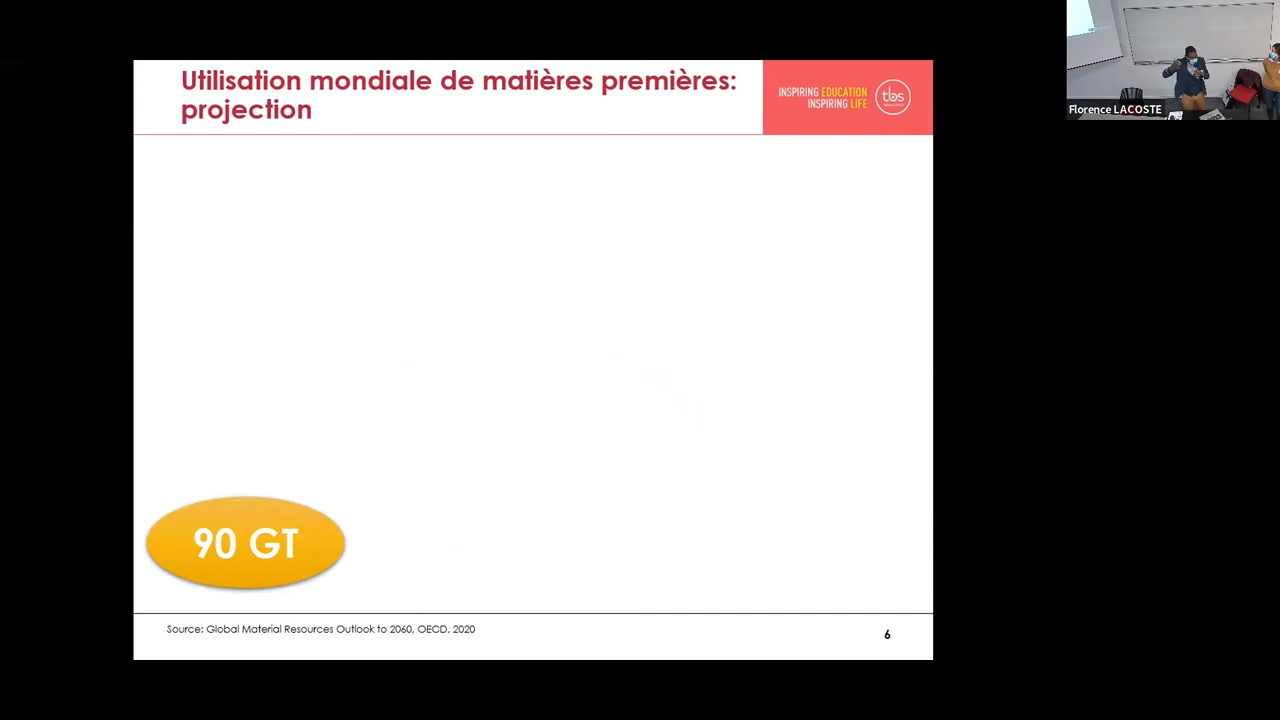 Utilisation mondiale de matières premières:
projection
INSPIRING EDUCATION
INSPIRING LIFE
tbs
Florence LACOSTE
90 GT
Source: Global Material Resources Outlook to 2060, OECD, 2020
6